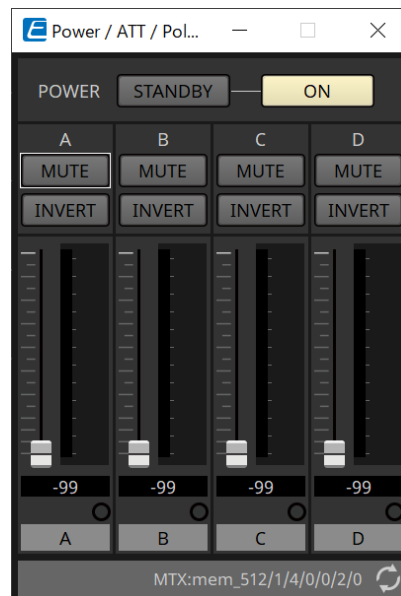 Power / ATT / Pol...
POWER STANDBY ON
A B C D
MUTE MUTE MUTE MUTE
INVERT INVERT INVERT INVERT
-99 -99 -99 -99
A B C D
MTX:mem_512/1/4/0/0/2/0